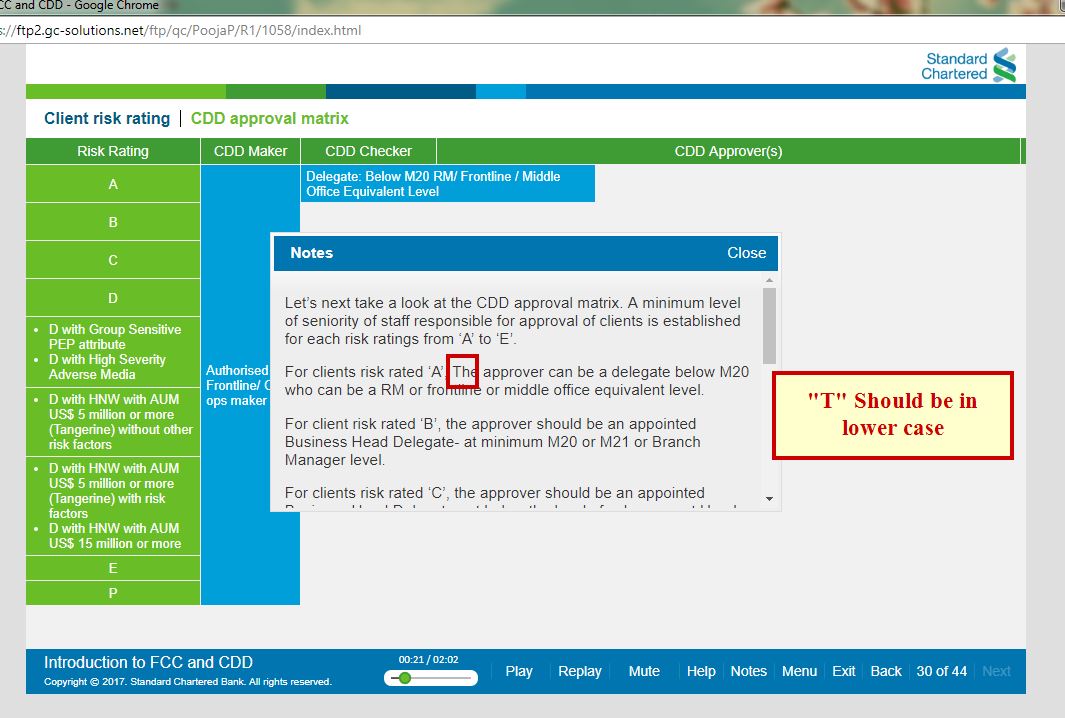 CC and CDD - Google Chrome
s://ftp2.gc-solutions.net/ftp/qc/PoojaP/R1/1058/index.html
Standard
Chartered
Client risk rating | CDD approval matrix
Risk Rating CDD Maker CDD Checker CDD Approver(s)
A
Delegate: Below M20 RM/ Frontline / Middle
Office Equivalent Level
B
C
D
• D with Group Sensitive
PEP attribute
• D with High Severity
Adverse Media
• D with HNW with AUM
US$ 5 million or more
(Tangerine) without other
risk factors
• D with HNW with AUM
US$ 5 million or more
(Tangerine) with risk
factors
• D with HNW with AUM
US$ 15 million or more
E
P
Authorised
Frontline/
ops maker
Notes Close
Let's next take a look at the CDD approval matrix. A minimum level
of seniority of staff responsible for approval of clients is established
for each risk ratings from ‘A’ to ‘E’.
For clients risk rated ‘A’, The approver can be a delegate below M20
who can be a RM or frontline or middle office equivalent level.
For client risk rated ‘B’, the approver should be an appointed
Business Head Delegate- at minimum M20 or M21 or Branch
Manager level.
For clients risk rated ‘C’, the approver should be an appointed
"T" Should be in
lower case
Introduction to FCC and CDD
Copyright © 2017. Standard Chartered Bank. All rights reserved.
00:21 / 02:02
Play Replay Mute Help Notes Menu Exit Back 30 of 44 Next